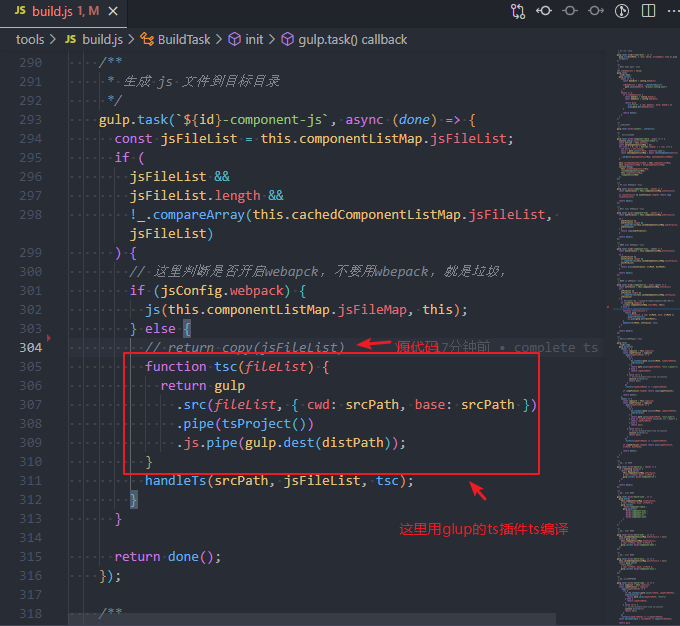 JS build.js 1, M ×
tools > JS build.js > BuildTask > init > gulp.task() callback
290 /**
291 * 生成 js 文件到目标目录
292 */
293 gulp.task(`${id}-component-js`, async (done) => {
294 const jsFileList = this.componentListMap.jsFileList;
295 if (
296 jsFileList &&
297 jsFileList.length &&
298 !_.compareArray(this.cachedComponentListMap.jsFileList,
jsFileList)
299 ) {
300 // 这里判断是否开启webapck，不要用wbepack，就是垃圾，
301 if (jsConfig.webpack) {
302 js(this.componentListMap.jsFileMap, this);
303 } else {
304 // return copy(jsFileList) 源代码 17分钟前 • complete ts
305 function tsc(fileList) {
306 return gulp
307 .src(fileList, { cwd: srcPath, base: srcPath })
308 .pipe(tsProject())
309 .js.pipe(gulp.dest(distPath));
310 }
311 handleTs(srcPath, jsFileList, tsc);
312 }
这里用glup的ts插件ts编译
313 }
314
315 return done();
316 });
317
318 /**